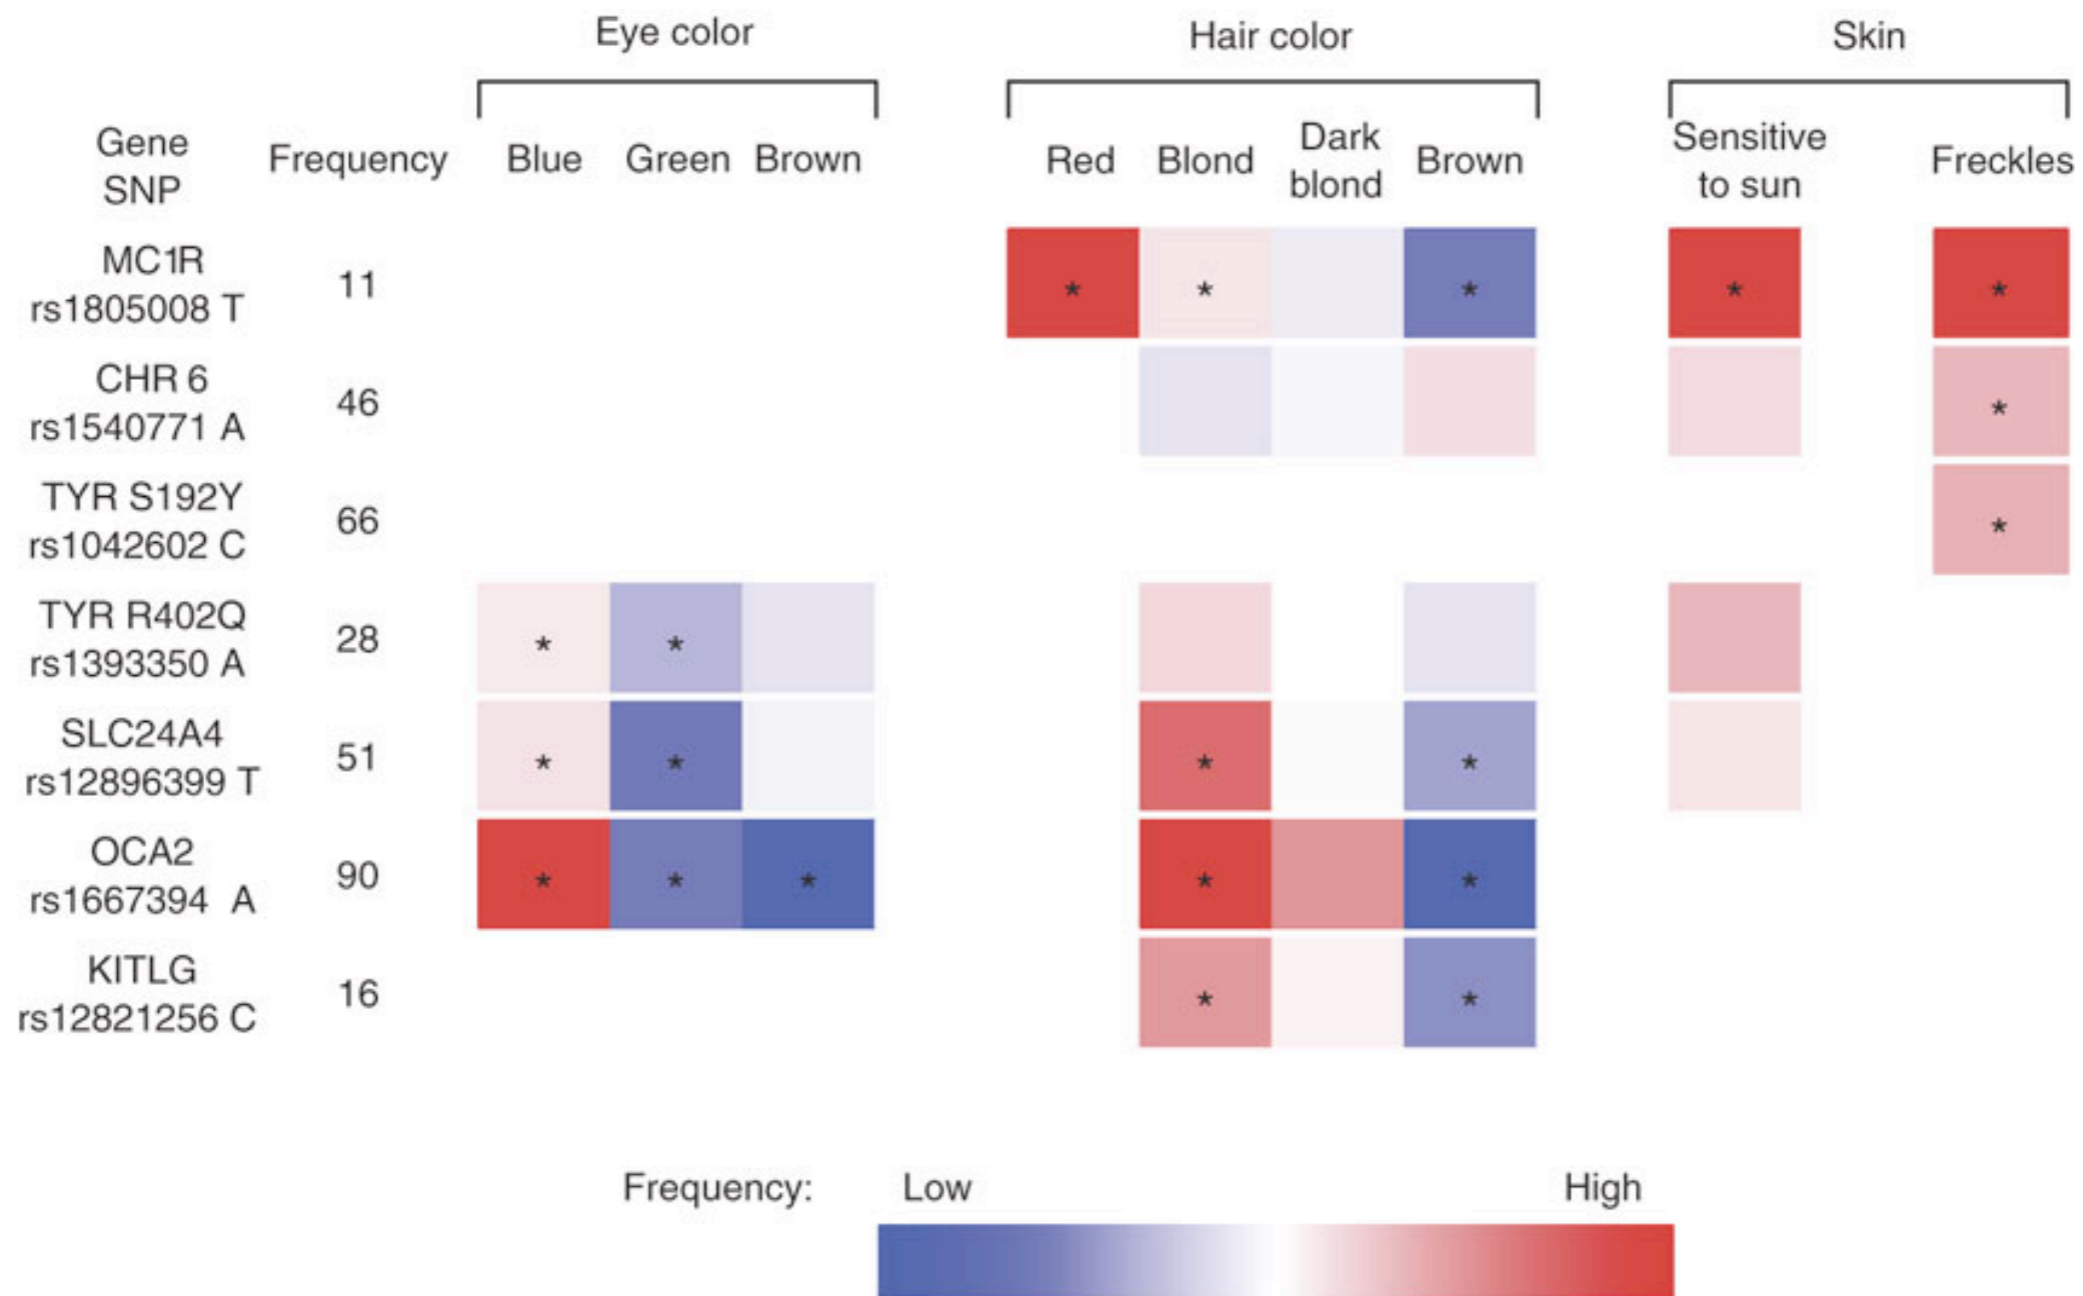 Eye color
Hair color
Skin
Gene
SNP
Frequency
Blue
Green
Brown
Red
Blond
Dark
blond
Brown
Sensitive
to sun
Freckles
MC1R
rs1805008 T
11
*
*
*
*
*
CHR 6
rs1540771 A
46
*
TYR S192Y
rs1042602 C
66
*
TYR R402Q
rs1393350 A
28
*
*
SLC24A4
rs12896399 T
51
*
*
*
*
OCA2
rs1667394 A
90
*
*
*
*
*
KITLG
rs12821256 C
16
*
*
Frequency:
Low
High